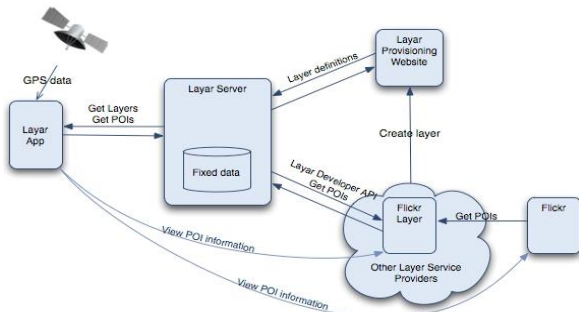 GPS data
Layar
App
Get Layers
Get POIs
Layar Server
Fixed data
Layer definitions
Layar
Provisioning
Website
Create layer
Layar Developer API
Get POIs
Flickr
Layer
Get POIs
Flickr
Other Layer Service
Providers
View POI information
View POI information